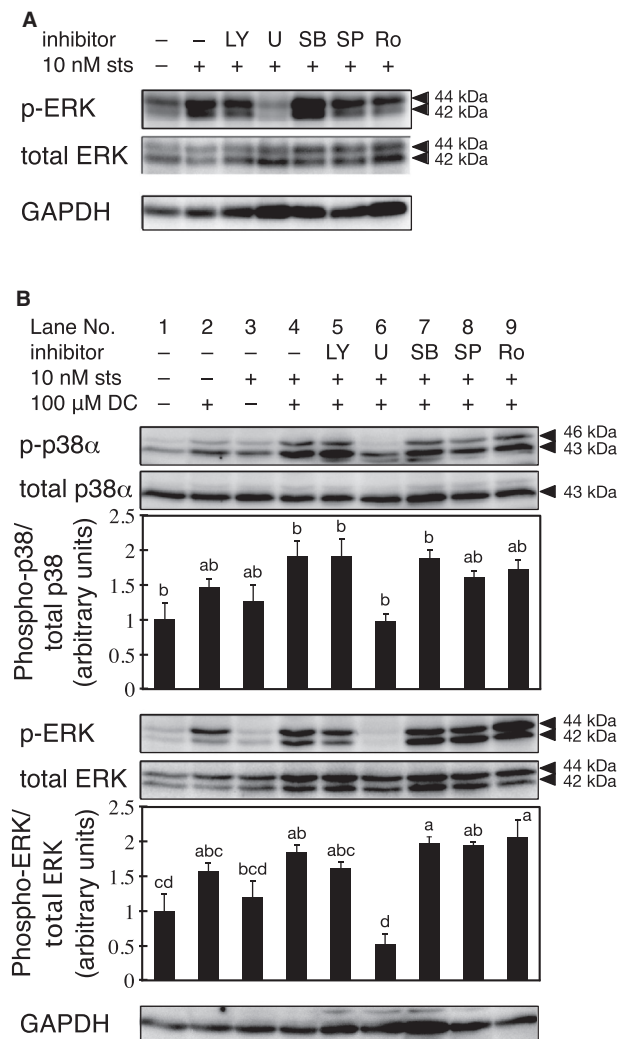 A
inhibitor – – LY U SB SP Ro
10 nM sts – + + + + + +
p-ERK 44 kDa
42 kDa
total ERK 44 kDa
42 kDa
GAPDH
B
Lane No. 1 2 3 4 5 6 7 8 9
inhibitor – – – – LY U SB SP Ro
10 nM sts – – + + + + + + +
100 µM DC – + – + + + + + +
p-p38α 46 kDa
43 kDa
total p38α 43 kDa
Phospho-p38/
total p38
(arbitrary units)
2.5
2
1.5
1
0.5
0
b ab ab b b b b ab ab
p-ERK 44 kDa
42 kDa
total ERK 44 kDa
42 kDa
Phospho-ERK/
total ERK
(arbitrary units)
2.5
2
1.5
1
0.5
0
cd abc bcd ab abc d a ab a
GAPDH